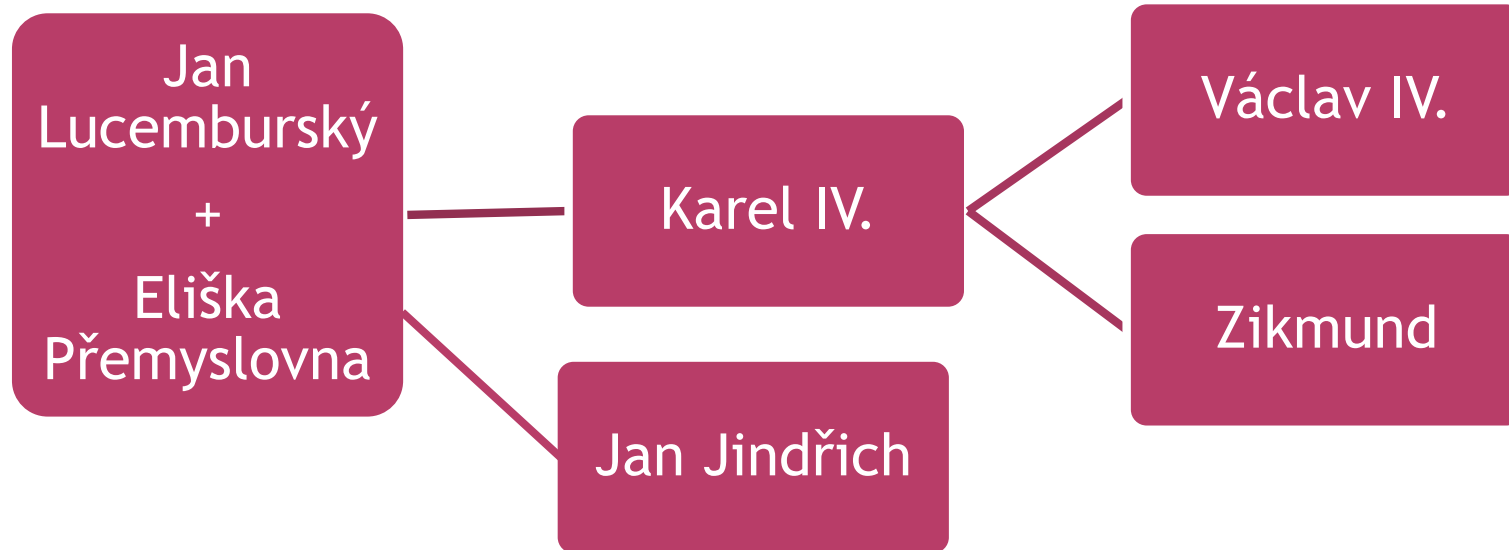 Jan
Lucemburský
+
Eliška
Přemyslovna
Karel IV.
Jan Jindřich
Václav IV.
Zikmund